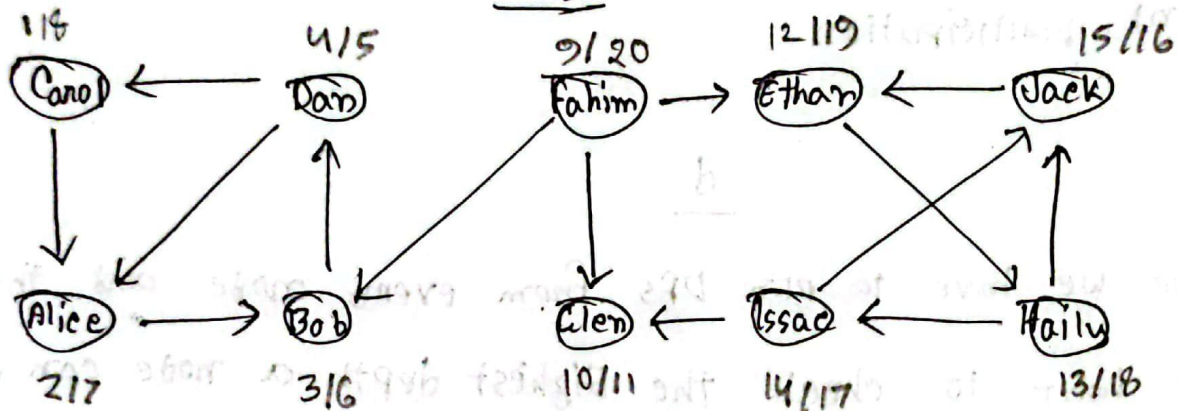 1/8 4/5 9/20 12/19 15/16
Carol Dan Fahim Ethan Jack
Alice Bob Glen Issac Haily
2/7 3/6 10/11 14/17 13/18